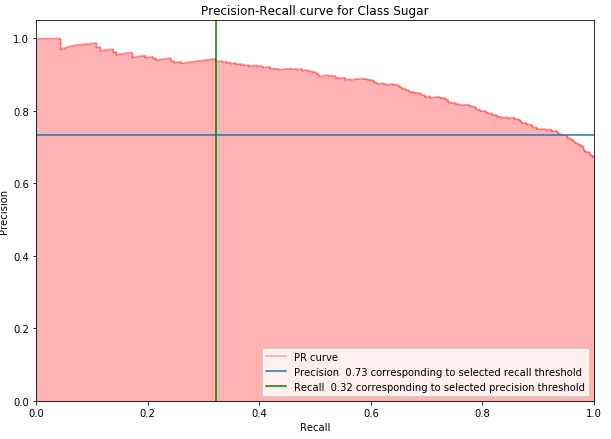 Precision-Recall curve for Class Sugar
1.0
0.8
0.6
0.4
0.2
0.0
Precision
PR curve
Precision 0.73 corresponding to selected recall threshold
Recall 0.32 corresponding to selected precision threshold
0.0 0.2 0.4 0.6 0.8 1.0
Recall